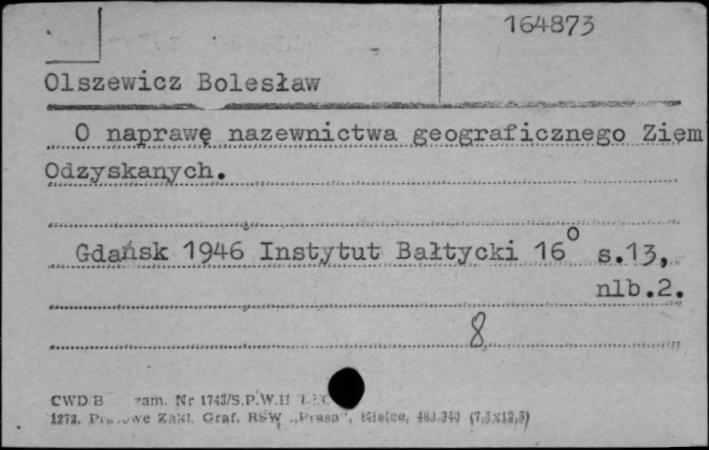 164873
Olszewicz Bolesław
O naprawę nazewnictwa geograficznego Ziem
Odzyskanych.
Gdańsk 1946 Instytut Bałtycki 16° s.13,
nlb.2.
8
CWD B zam. Nr 1743/S.P.W.II
1272. Zakł. Graf. RSW „Prasa", Kielce,